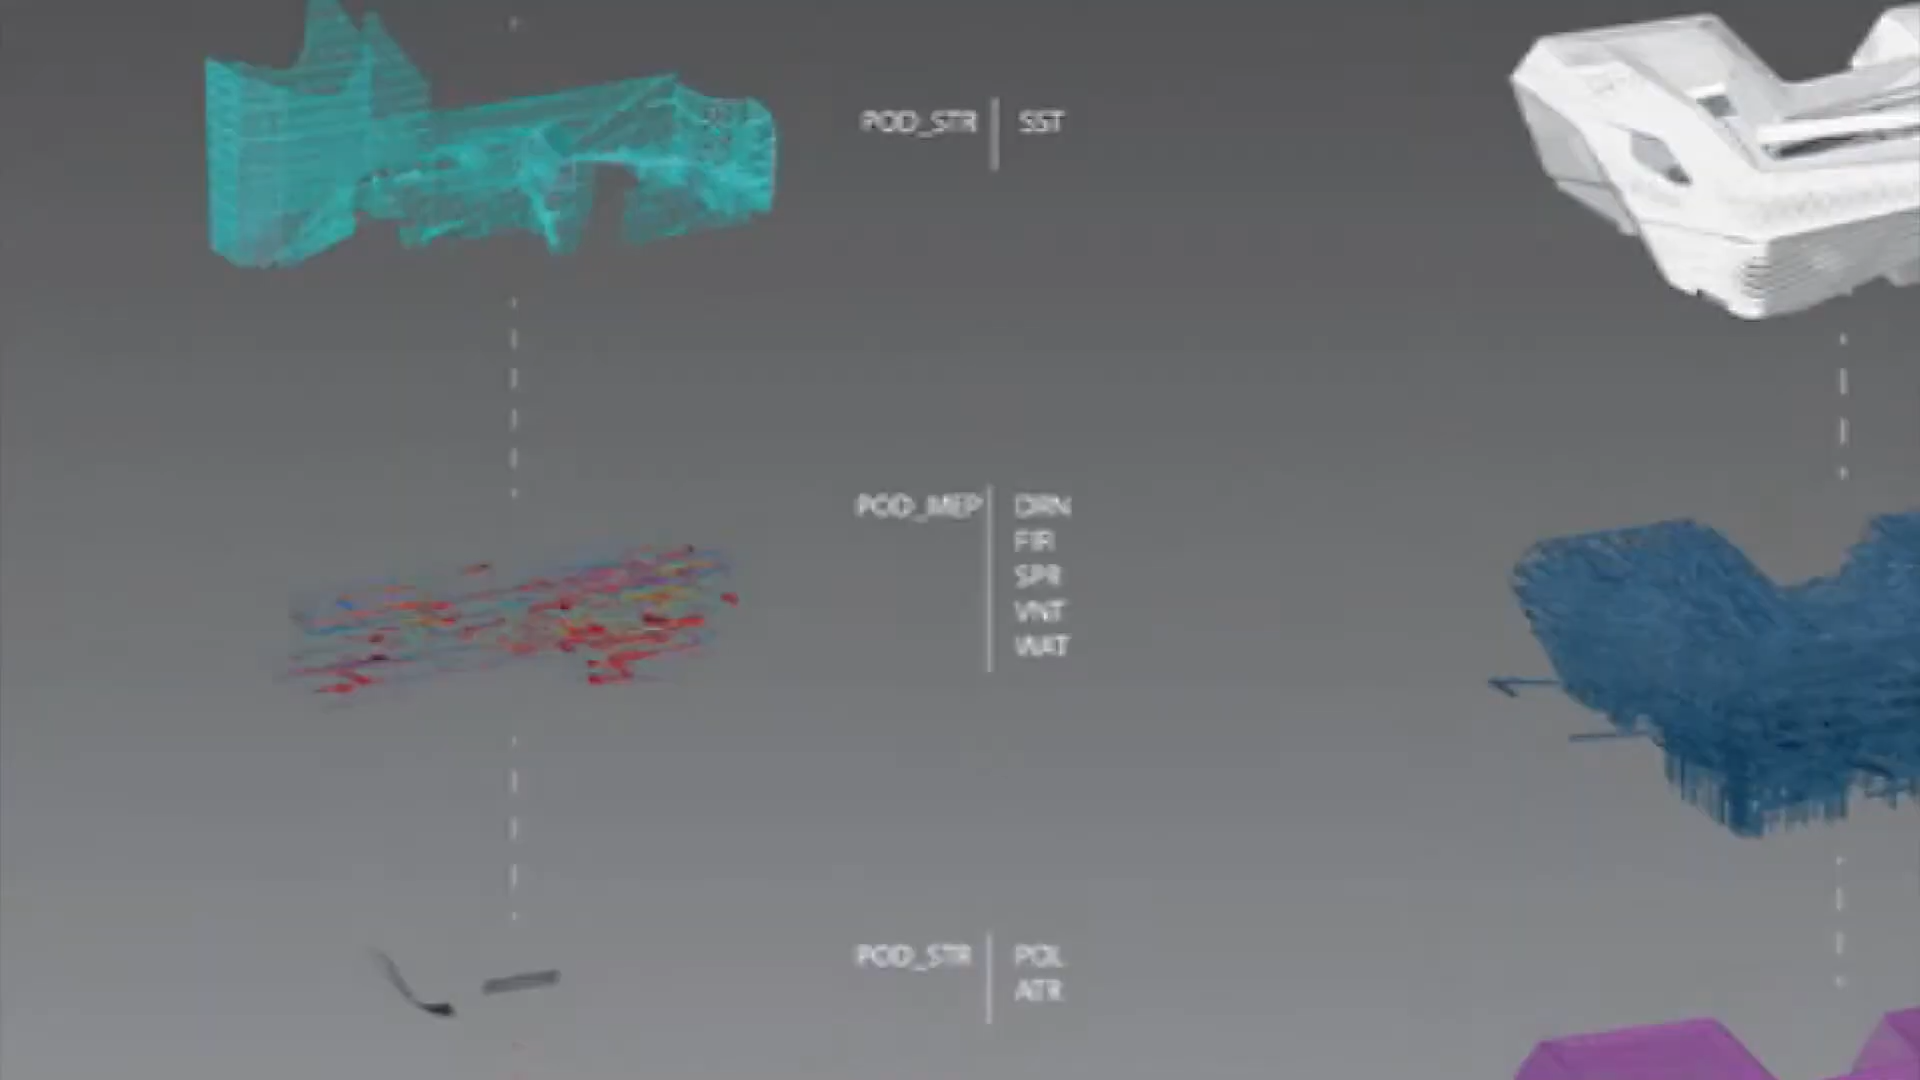 POD_STR SST
POD_MEP DRN
FIR
SPR
VNT
WAT
POD_STR POL
ATR